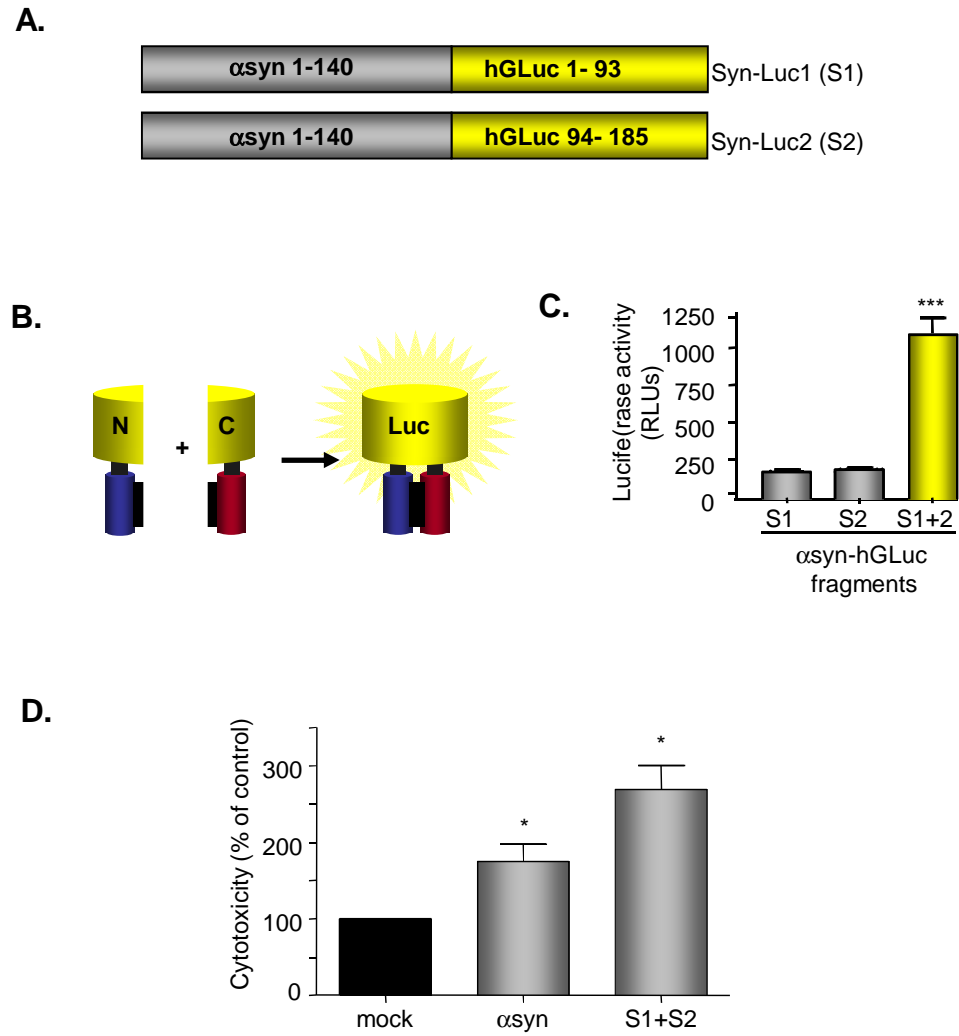 A.
αsyn 1-140 hGLuc 1- 93 Syn-Luc1 (S1)
αsyn 1-140 hGLuc 94- 185 Syn-Luc2 (S2)
B.
N + C Luc
C.
Lucife(rase activity
(RLUs)
1250
1000
750
500
250
0
***
S1 S2 S1+2
αsyn-hGLuc
fragments
D.
Cytotoxicity (% of control)
300
200
100
0
*
*
mock αsyn S1+S2